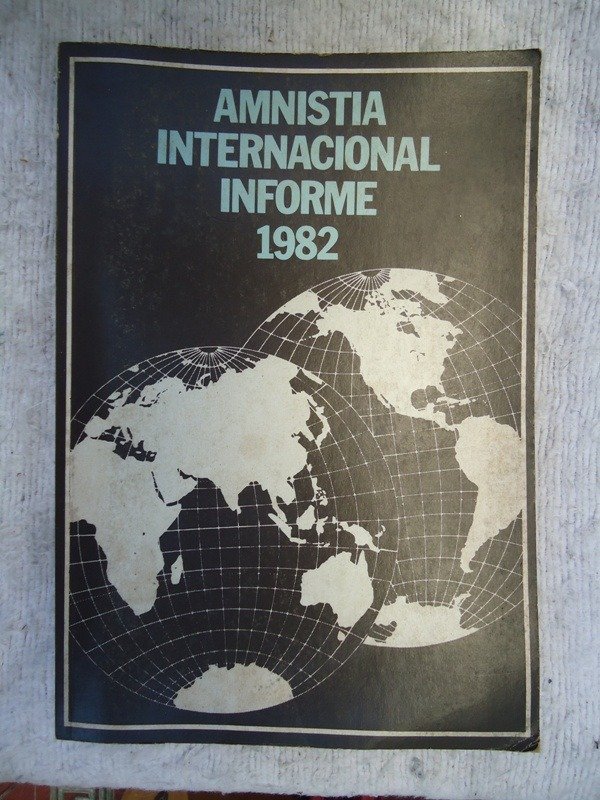 AMNISTIA
INTERNACIONAL
INFORME
1982